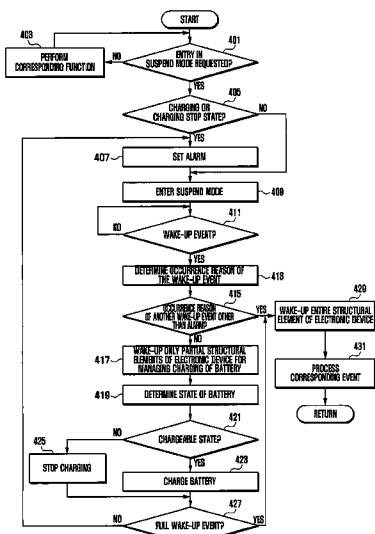 START
403
401
PERFORM
CORRESPONDING FUNCTION
NO
ENTRY IN
SUSPEND MODE REQUESTED?
YES
405
CHARGING OR
CHARGING STOP STATE?
NO
YES
407
SET ALARM
ENTER SUSPEND MODE
409
411
NO
WAKE-UP EVENT?
YES
DETERMINE OCCURRENCE REASON
OF THE WAKE-UP EVENT
413
415
OCCURRENCE REASON
OF ANOTHER WAKE-UP EVENT OTHER
THAN ALARM?
YES
429
WAKE-UP ENTIRE STRUCTURAL
ELEMENT OF ELECTRONIC DEVICE
NO
417
WAKE-UP ONLY PARTIAL STRUCTURAL
ELEMENTS OF ELECTRONIC DEVICE FOR
MANAGING CHARGING OF BATTERY
431
PROCESS
CORRESPONDING EVENT
419
DETERMINE STATE OF BATTERY
RETURN
421
NO
CHARGEABLE STATE?
425
YES
423
STOP CHARGING
CHARGE BATTERY
427
NO
FULL WAKE-UP EVENT?
YES